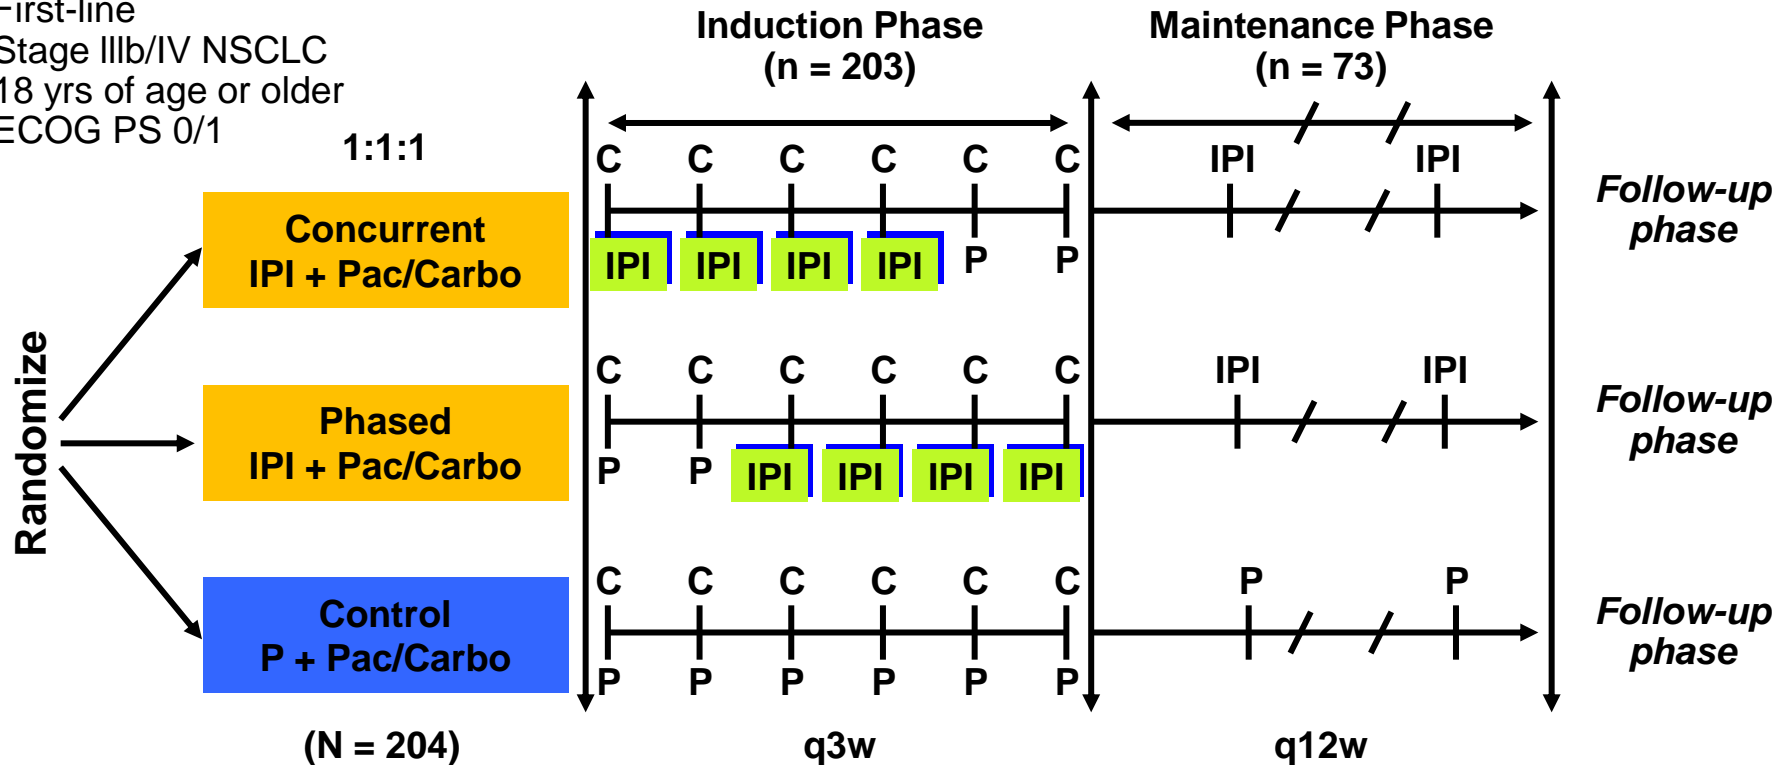 First-line
Stage IIIb/IV NSCLC
18 yrs of age or older
ECOG PS 0/1
1:1:1
Induction Phase
(n = 203)
Maintenance Phase
(n = 73)
Randomize
Concurrent
IPI + Pac/Carbo
C C C C C C
IPI IPI IPI IPI P P
IPI IPI
Follow-up
phase
Phased
IPI + Pac/Carbo
C C C C C C
P P IPI IPI IPI IPI
IPI IPI
Follow-up
phase
Control
P + Pac/Carbo
C C C C C C
P P P P P P
P P
Follow-up
phase
(N = 204)
q3w
q12w